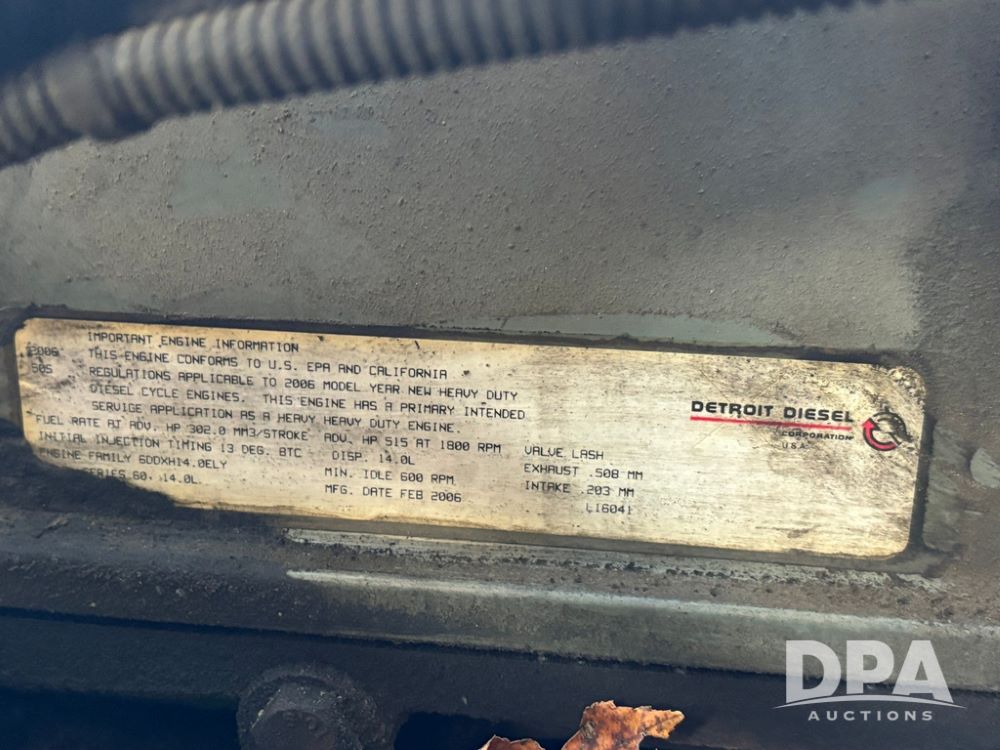 IMPORTANT ENGINE INFORMATION
2006 THIS ENGINE CONFORMS TO U.S. EPA AND CALIFORNIA
50S REGULATIONS APPLICABLE TO 2006 MODEL YEAR NEW HEAVY DUTY
DIESEL CYCLE ENGINES. THIS ENGINE HAS A PRIMARY INTENDED
SERVICE APPLICATION AS A HEAVY HEAVY DUTY ENGINE.
FUEL RATE AT ADV. HP 302.0 MM3/STROKE ADV. HP 515 AT 1800 RPM VALVE LASH
INITIAL INJECTION TIMING 13 DEG. BTC DISP. 14.0L EXHAUST .508 MM
ENGINE FAMILY 6DDXH14.0ELY MIN. IDLE 600 RPM INTAKE .203 MM
SERIES 60, 14.0L MFG. DATE FEB 2006 LI6041
DETROIT DIESEL
CORPORATION
U.S.A.
DPA
AUCTIONS